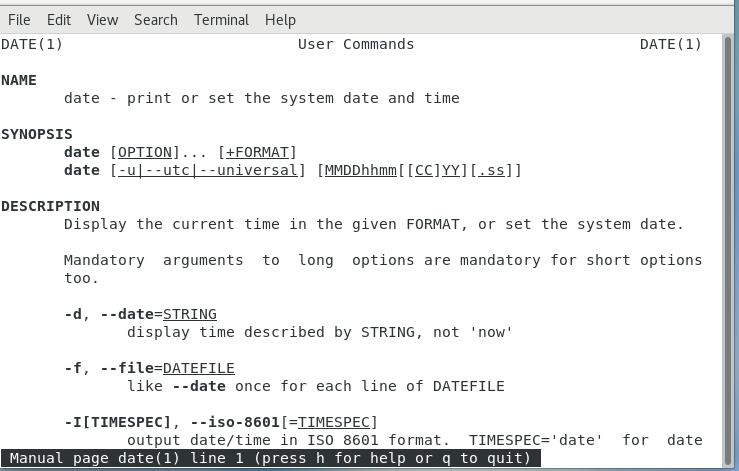 File Edit View Search Terminal Help
DATE(1) User Commands DATE(1)
NAME
date - print or set the system date and time
SYNOPSIS
date [OPTION]... [+FORMAT]
date [-u|--utc|--universal] [MMDDhhmm[[CC]YY][.ss]]
DESCRIPTION
Display the current time in the given FORMAT, or set the system date.
Mandatory arguments to long options are mandatory for short options
too.
-d, --date=STRING
display time described by STRING, not 'now'
-f, --file=DATEFILE
like --date once for each line of DATEFILE
-I[TIMESPEC], --iso-8601[=TIMESPEC]
output date/time in ISO 8601 format. TIMESPEC='date' for date
Manual page date(1) line 1 (press h for help or q to quit)